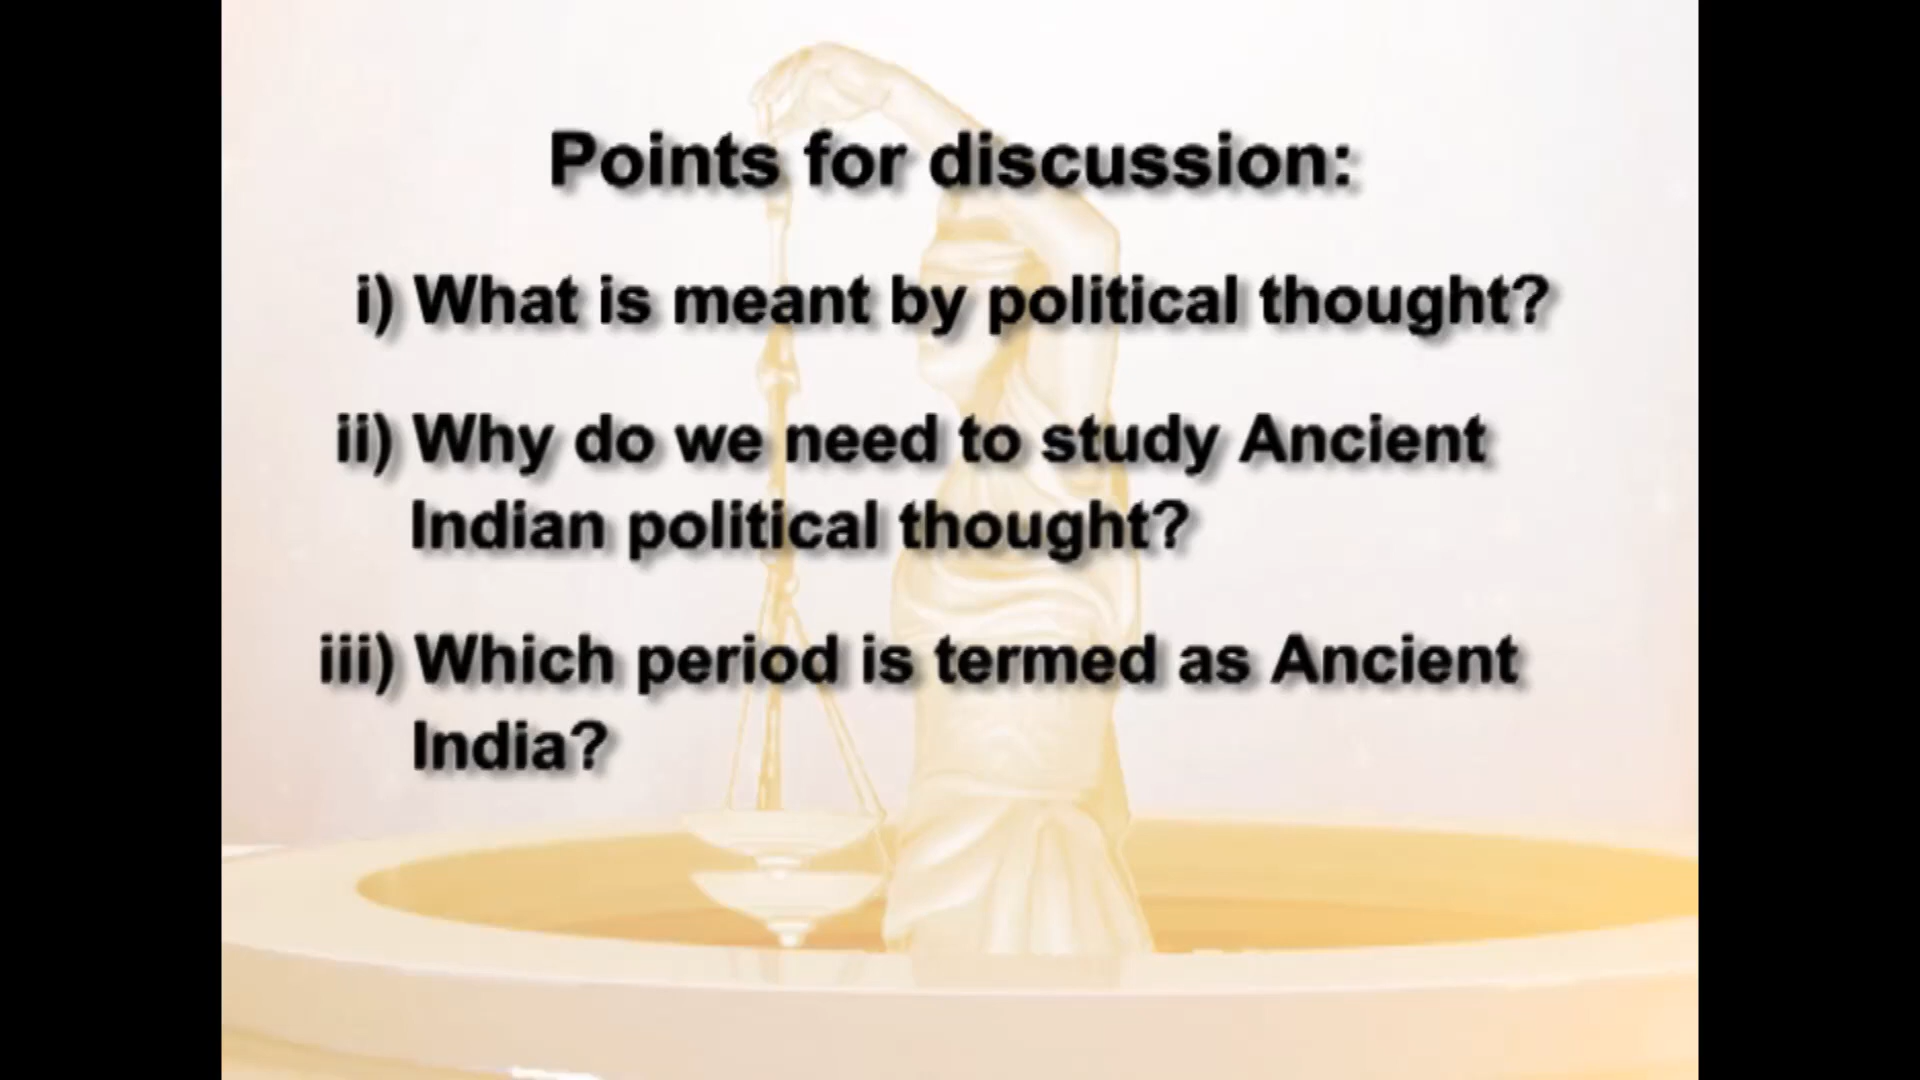 Points for discussion:
i) What is meant by political thought?
ii) Why do we need to study Ancient
Indian political thought?
iii) Which period is termed as Ancient
India?